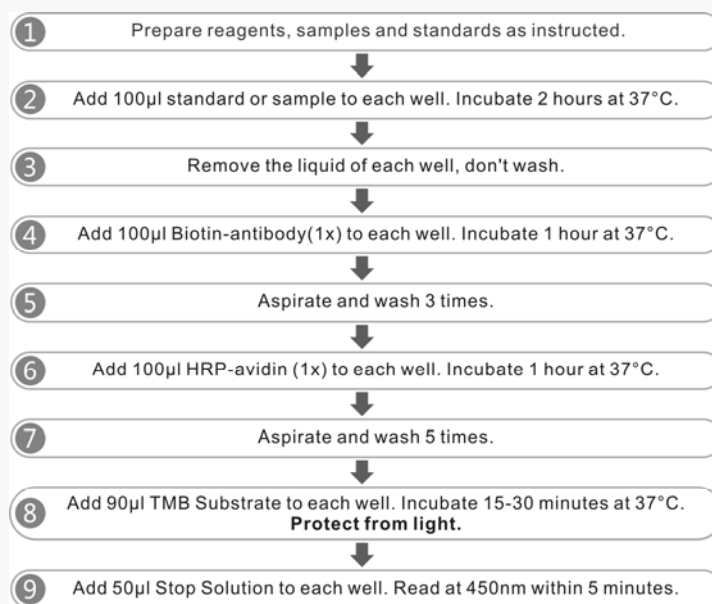 1 Prepare reagents, samples and standards as instructed.
2 Add 100µl standard or sample to each well. Incubate 2 hours at 37°C.
3 Remove the liquid of each well, don't wash.
4 Add 100µl Biotin-antibody(1x) to each well. Incubate 1 hour at 37°C.
5 Aspirate and wash 3 times.
6 Add 100µl HRP-avidin (1x) to each well. Incubate 1 hour at 37°C.
7 Aspirate and wash 5 times.
8 Add 90µl TMB Substrate to each well. Incubate 15-30 minutes at 37°C.
Protect from light.
9 Add 50µl Stop Solution to each well. Read at 450nm within 5 minutes.